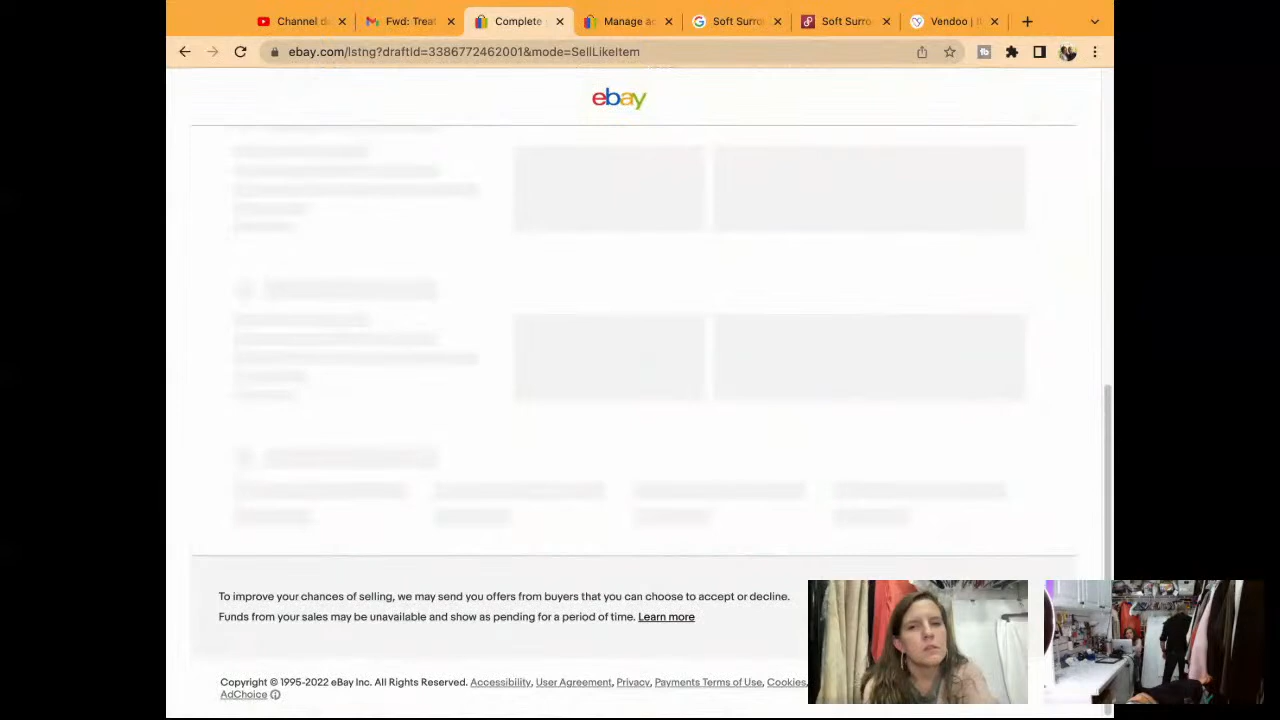 Channel d
Fwd: Treat
Complete
Manage ac
Soft Surro
Soft Surro
Vendoo | l
ebay.com/lstng?draftid=3386772462001&mode=SellLikeItem
ebay
To improve your chances of selling, we may send you offers from buyers that you can choose to accept or decline.
Funds from your sales may be unavailable and show as pending for a period of time. Learn more
Copyright © 1995-2022 eBay Inc. All Rights Reserved. Accessibility, User Agreement, Privacy, Payments Terms of Use, Cookies,
AdChoice